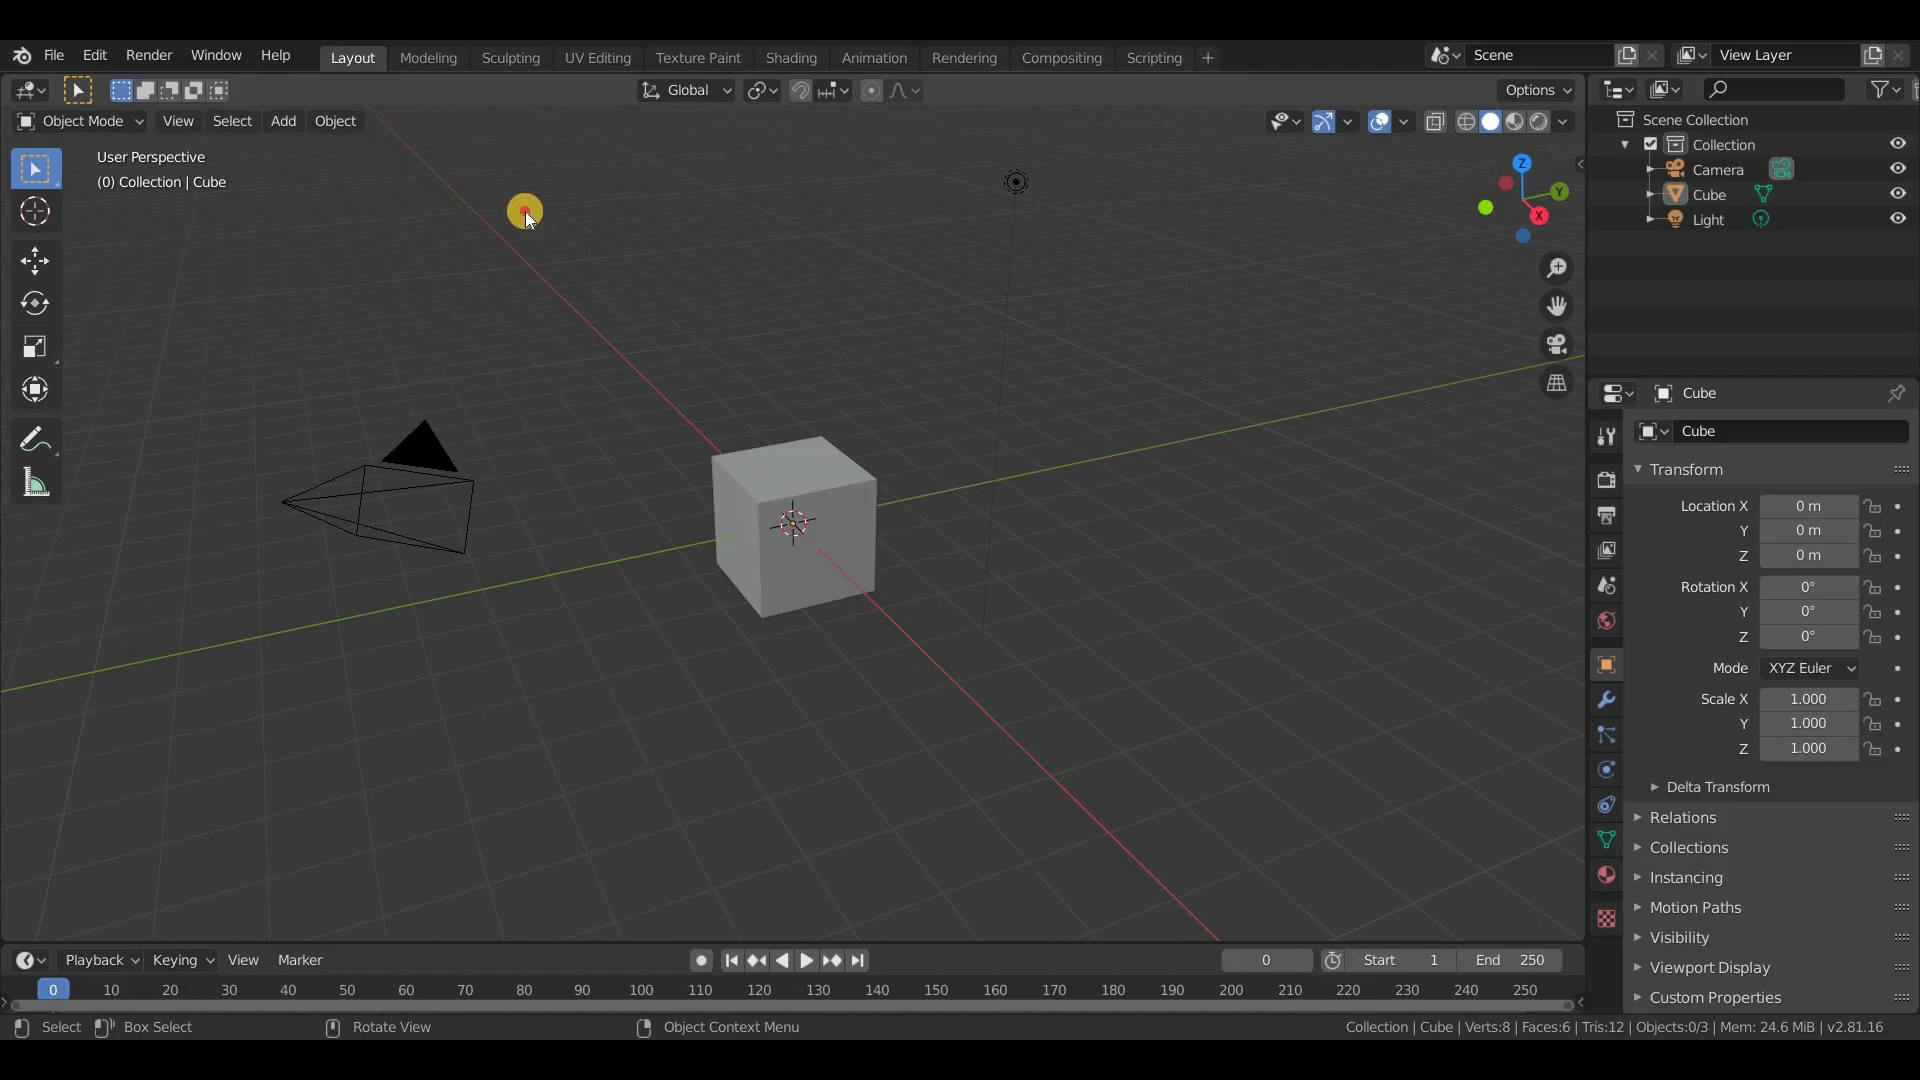 File Edit Render Window Help Layout Modeling Sculpting UV Editing Texture Paint Shading Animation Rendering Compositing Scripting + Scene View Layer
Global Options
Object Mode View Select Add Object
User Perspective
(0) Collection | Cube
Z
Y
X
Scene Collection
Collection
Camera
Cube
Light
Cube
Cube
Transform
Location X 0 m
Y 0 m
Z 0 m
Rotation X 0°
Y 0°
Z 0°
Mode XYZ Euler
Scale X 1.000
Y 1.000
Z 1.000
Delta Transform
Relations
Collections
Instancing
Motion Paths
Visibility
Viewport Display
Custom Properties
Playback Keying View Marker 0 Start 1 End 250
0 10 20 30 40 50 60 70 80 90 100 110 120 130 140 150 160 170 180 190 200 210 220 230 240 250
Select Box Select Rotate View Object Context Menu Collection | Cube | Verts:8 | Faces:6 | Tris:12 | Objects:0/3 | Mem: 24.6 MiB | v2.81.16